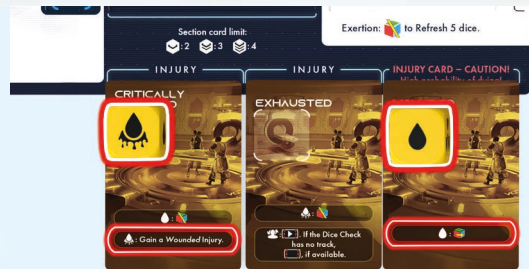 Section card limit:
:2 :3 :4
Exertion: to Refresh 5 dice.
INJURY
INJURY
INJURY CARD – CAUTION!
CRITICALLY
EXHAUSTED
:
: Gain a Wounded Injury.
:
: . If the Dice Check
has no track,
, if available.
: